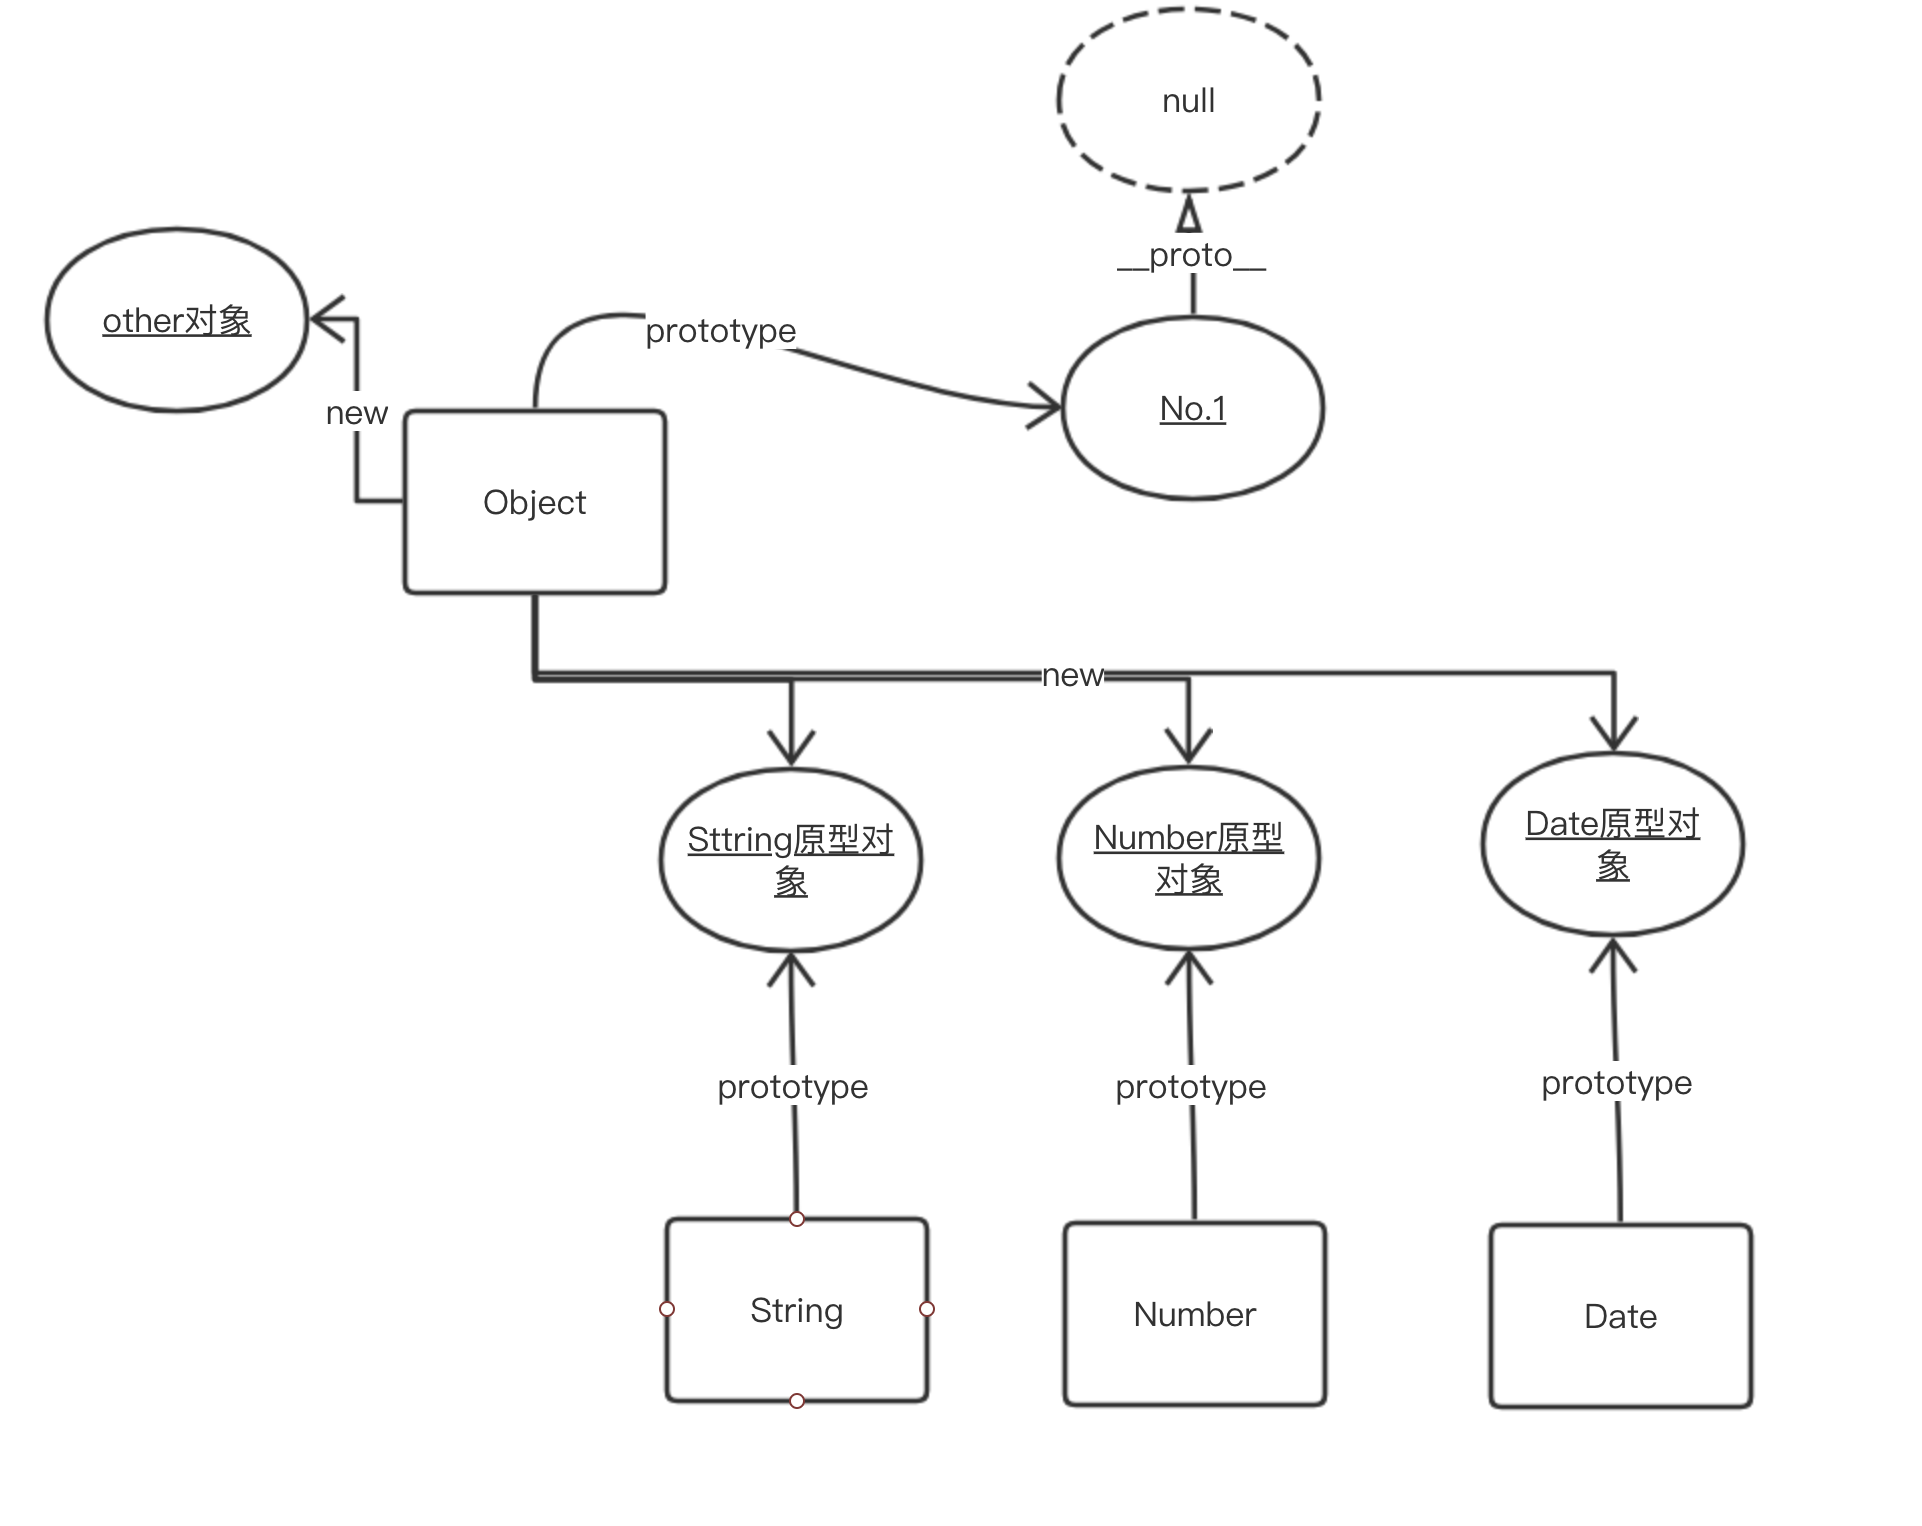 null
__proto__
other对象
prototype
new
No.1
Object
new
Sttring原型对
象
Number原型
对象
Date原型对
象
prototype
prototype
prototype
String
Number
Date